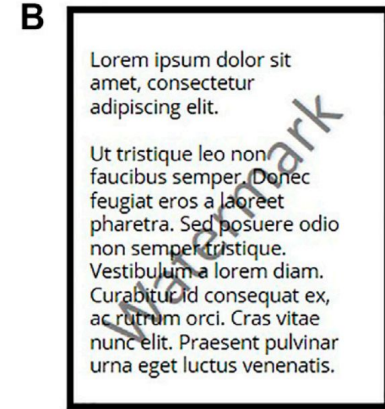 B
Lorem ipsum dolor sit
amet, consectetur
adipiscing elit.
Ut tristique leo non
faucibus semper. Donec
feugiat eros a laoreet
pharetra. Sed posuere odio
non semper tristique.
Vestibulum a lorem diam.
Curabitur id consequat ex,
ac rutrum orci. Cras vitae
nunc elit. Praesent pulvinar
urna eget luctus venenatis.
Watermark